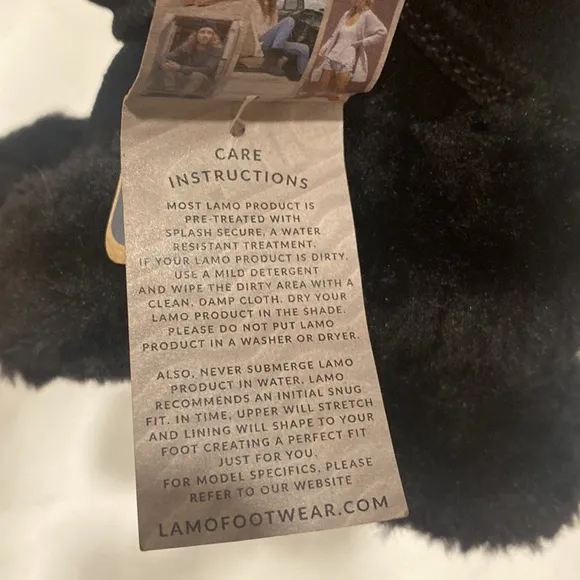 CARE
INSTRUCTIONS
MOST LAMO PRODUCT IS
PRE-TREATED WITH
SPLASH SECURE, A WATER
RESISTANT TREATMENT.
IF YOUR LAMO PRODUCT IS DIRTY,
USE A MILD DETERGENT
AND WIPE THE DIRTY AREA WITH A
CLEAN, DAMP CLOTH. DRY YOUR
LAMO PRODUCT IN THE SHADE.
PLEASE DO NOT PUT LAMO
PRODUCT IN A WASHER OR DRYER.
ALSO, NEVER SUBMERGE LAMO
PRODUCT IN WATER. LAMO
RECOMMENDS AN INITIAL SNUG
FIT. IN TIME, UPPER WILL STRETCH
AND LINING WILL SHAPE TO YOUR
FOOT CREATING A PERFECT FIT
JUST FOR YOU.
FOR MODEL SPECIFICS, PLEASE
REFER TO OUR WEBSITE
LAMOFOOTWEAR.COM